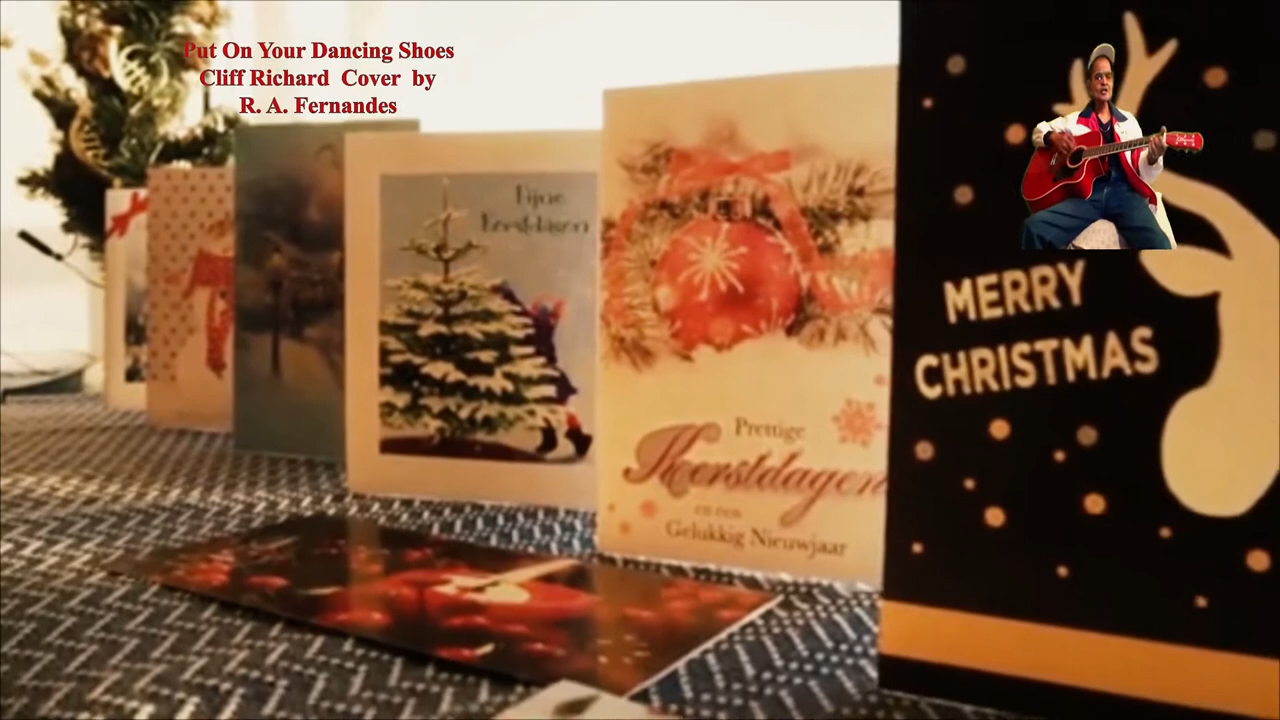 Put On Your Dancing Shoes
Cliff Richard Cover by
R. A. Fernandes
Fijne
Kerstdagen
Prettige
Kerstdagen
en een
Gelukkig Nieuwjaar
MERRY
CHRISTMAS